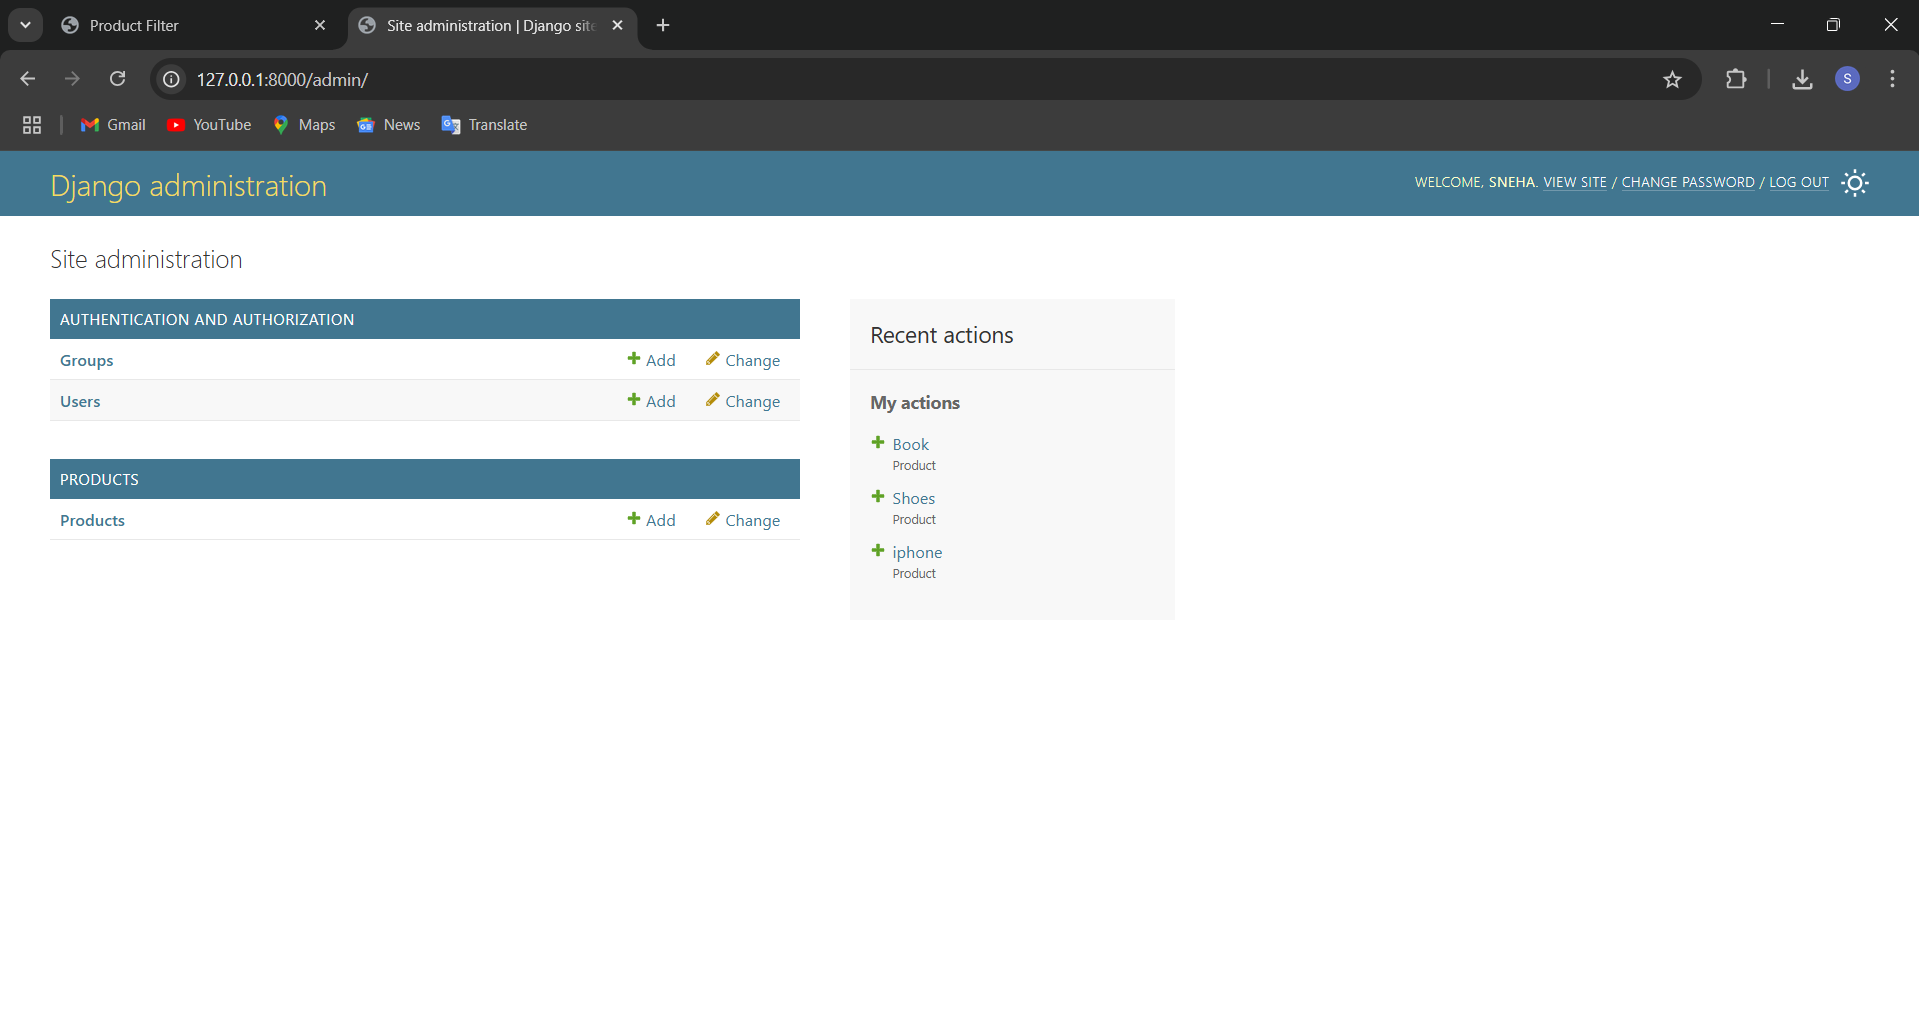 Product Filter
Site administration | Django site
127.0.0.1:8000/admin/
S
Gmail
YouTube
Maps
News
Translate
Django administration
WELCOME, SNEHA. VIEW SITE / CHANGE PASSWORD / LOG OUT
Site administration
AUTHENTICATION AND AUTHORIZATION
Groups Add Change
Users Add Change
PRODUCTS
Products Add Change
Recent actions
My actions
Book
Product
Shoes
Product
iphone
Product